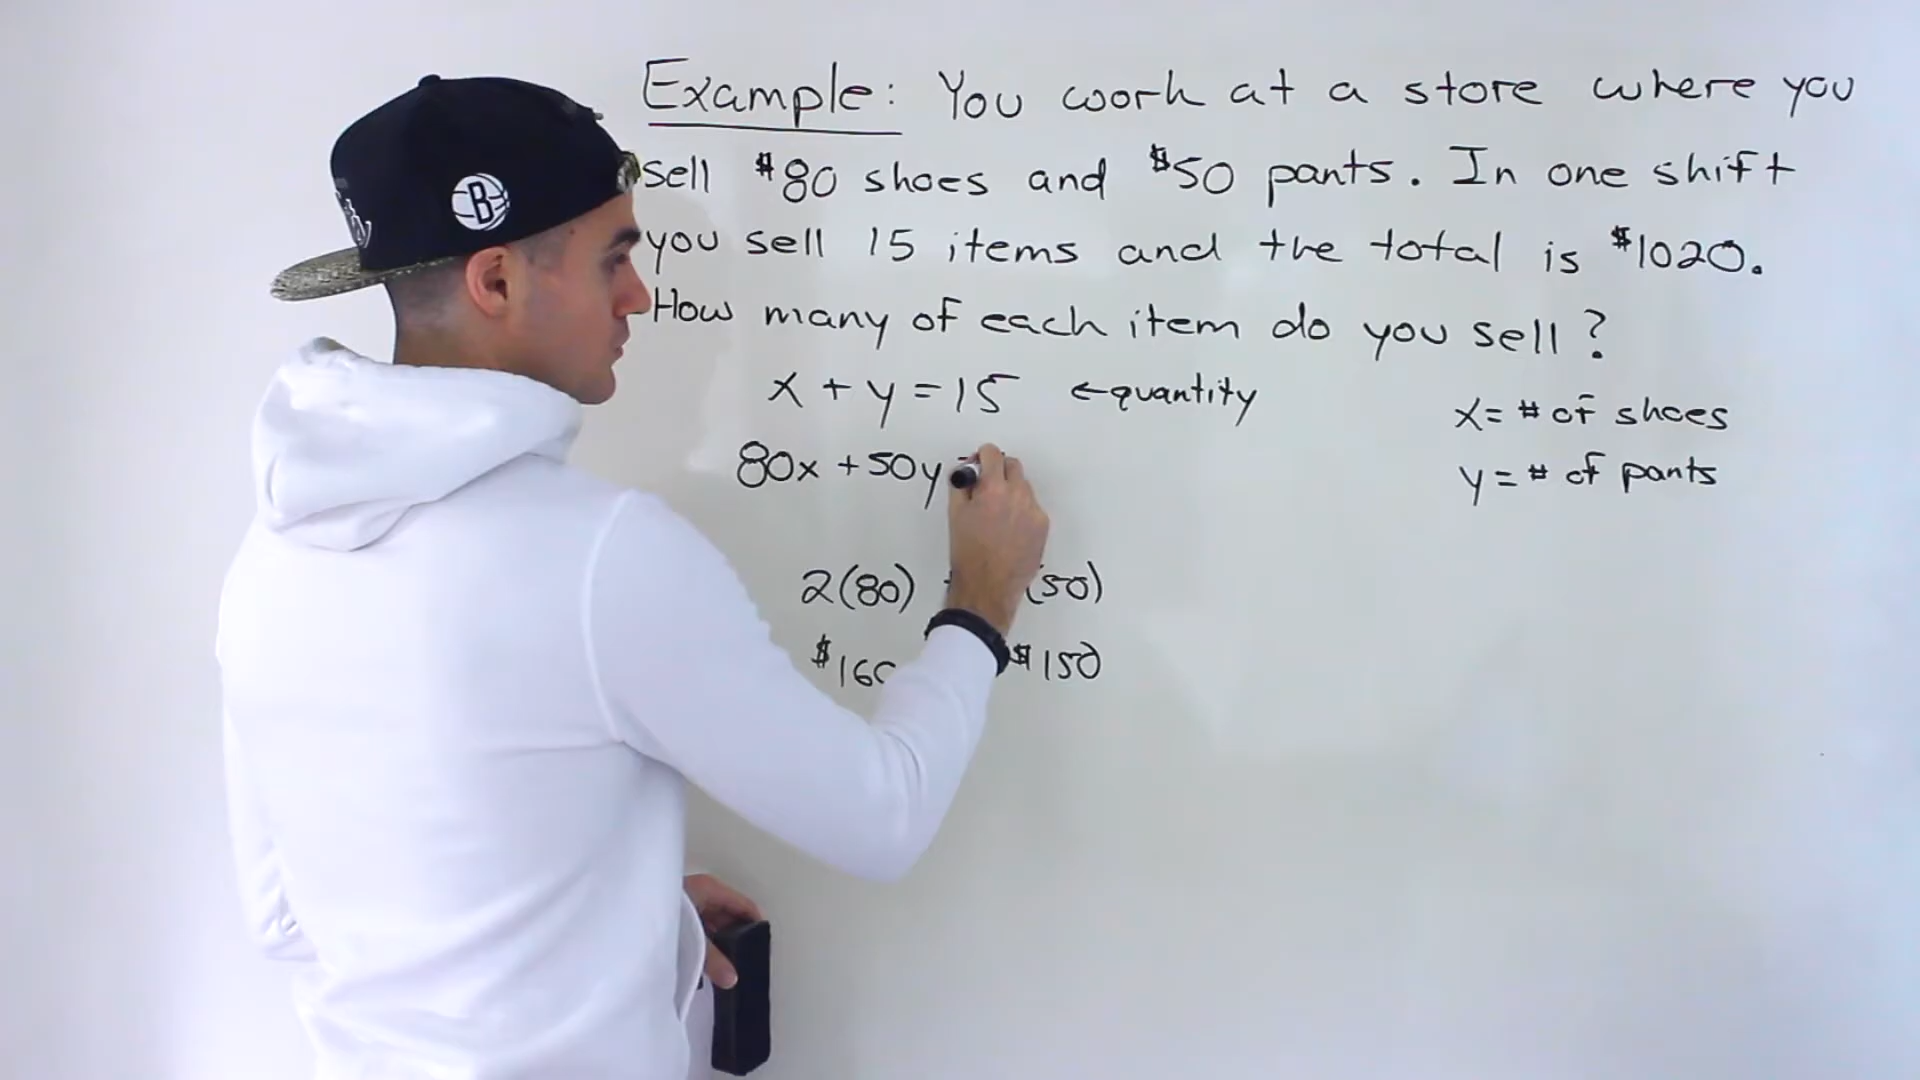 Example: You work at a store where you
sell $80 shoes and $50 pants. In one shift
you sell 15 items and the total is $1020.
How many of each item do you sell?
x + y = 15 ←quantity
x = # of shoes
80x + 50y
y = # of pants
2(80) (50)
$160 $150
B